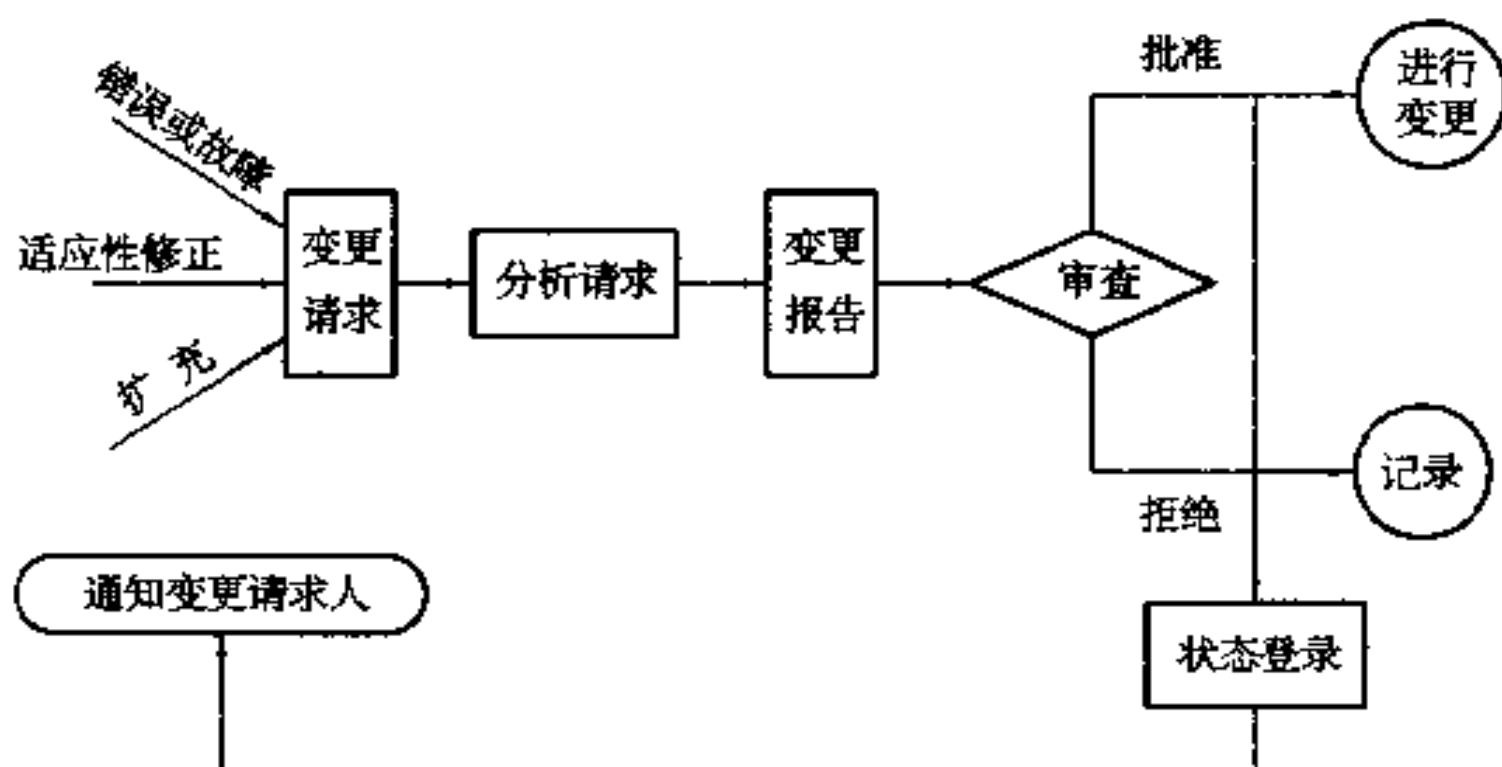 错误或故障
适应性修正
扩充
变更
请求
分析请求
变更
报告
审查
批准
进行
变更
拒绝
记录
通知变更请求人
状态登录